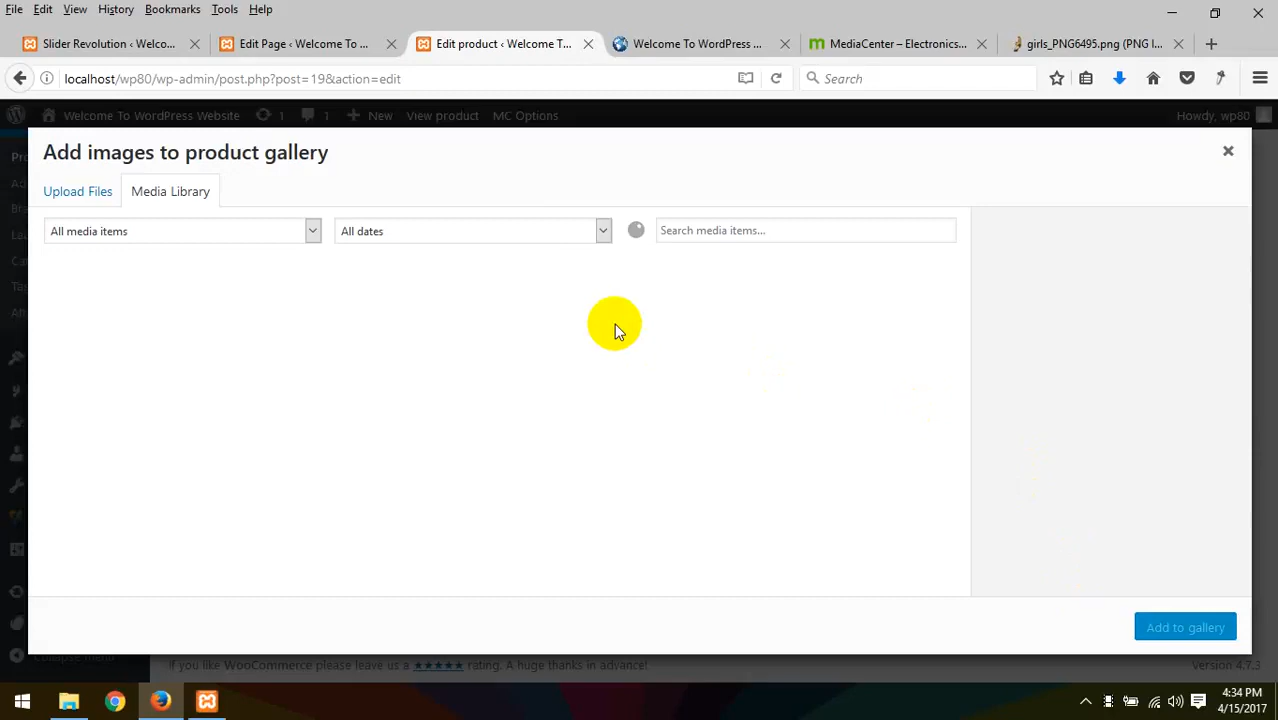 File Edit View History Bookmarks Tools Help
Slider Revolution ‹ Welco... Edit Page ‹ Welcome To ... Edit product ‹ Welcome T... Welcome To WordPress ... MediaCenter – Electronics... girls_PNG6495.png (PNG I...
localhost/wp80/wp-admin/post.php?post=19&action=edit Search
Welcome To WordPress Website 1 1 New View product MC Options Howdy, wp80
Add images to product gallery
Upload Files Media Library
All media items All dates Search media items...
Add to gallery
Collapse menu If you like WooCommerce please leave us a ★★★★★ rating. A huge thanks in advance! Version 4.7.3
4:34 PM
4/15/2017